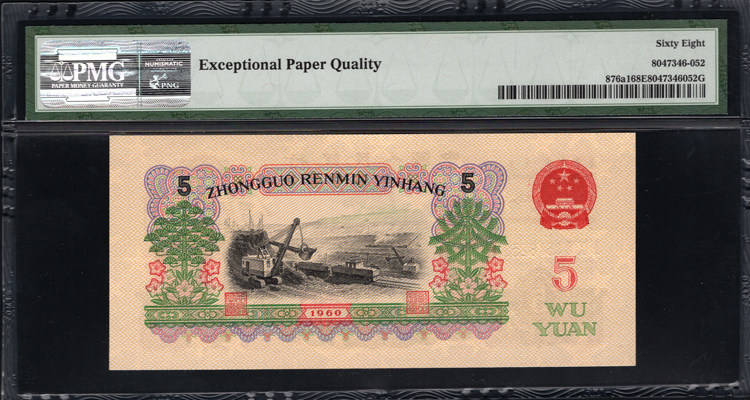 PMG
PAPER MONEY GUARANTY
NUMISMATIC
PNG
Exceptional Paper Quality
Sixty Eight
8047346-052
876a168E8047346052G
5
ZHONGGUO RENMIN YINHANG
5
1960
5
WU
YUAN